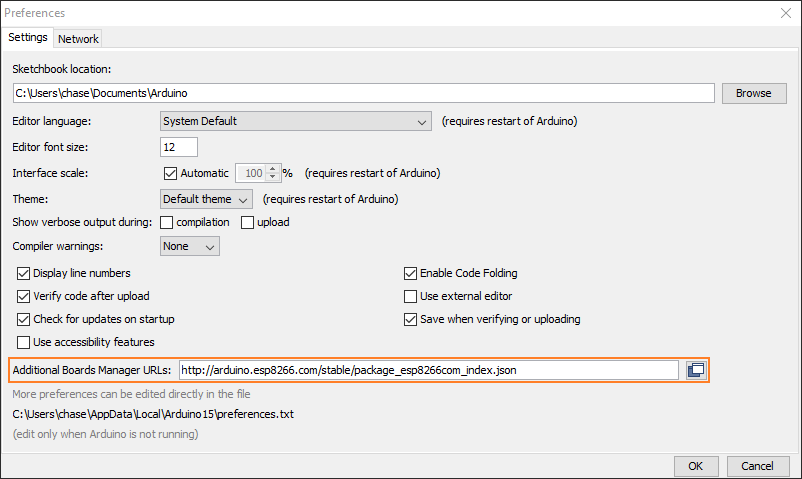 Preferences
Settings Network
Sketchbook location:
C:\Users\chase\Documents\Arduino Browse
Editor language: System Default (requires restart of Arduino)
Editor font size: 12
Interface scale: Automatic 100 % (requires restart of Arduino)
Theme: Default theme (requires restart of Arduino)
Show verbose output during: compilation upload
Compiler warnings: None
Display line numbers Enable Code Folding
Verify code after upload Use external editor
Check for updates on startup Save when verifying or uploading
Use accessibility features
Additional Boards Manager URLs: http://arduino.esp8266.com/stable/package_esp8266com_index.json
More preferences can be edited directly in the file
C:\Users\chase\AppData\Local\Arduino15\preferences.txt
(edit only when Arduino is not running)
OK Cancel